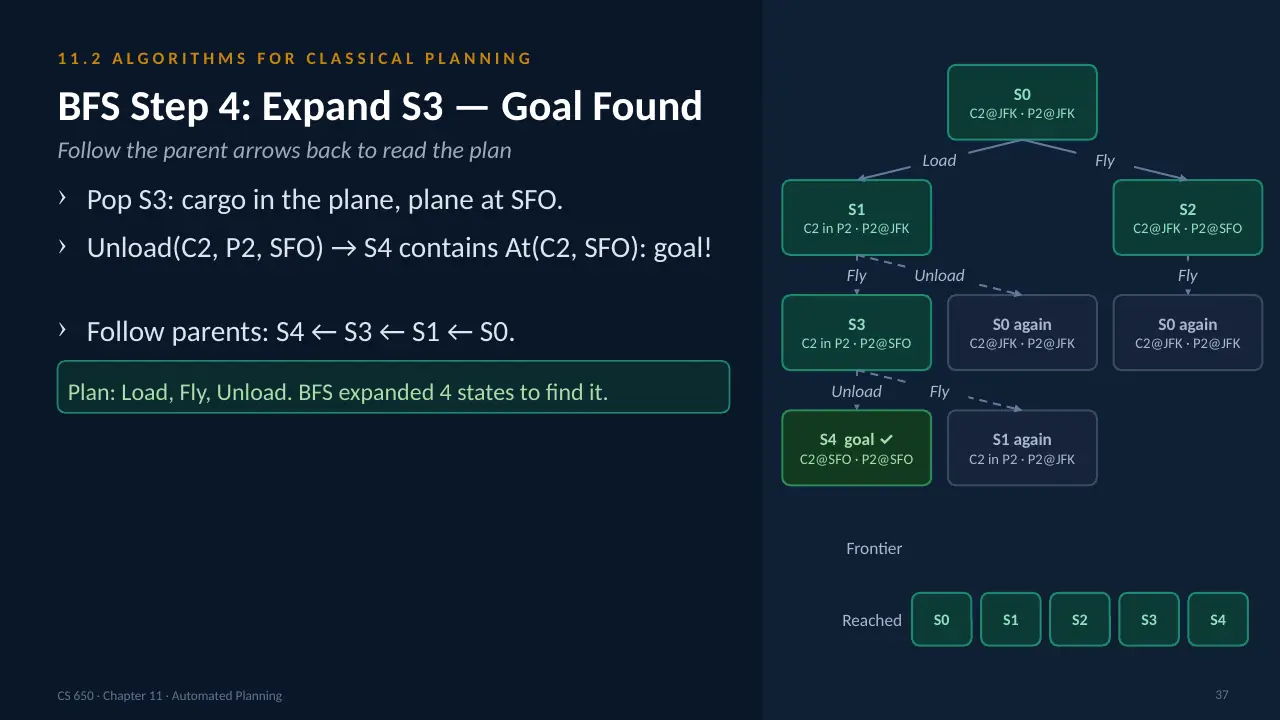 11.2 ALGORITHMS FOR CLASSICAL PLANNING
BFS Step 4: Expand S3 — Goal Found
Follow the parent arrows back to read the plan
› Pop S3: cargo in the plane, plane at SFO.
› Unload(C2, P2, SFO) → S4 contains At(C2, SFO): goal!
› Follow parents: S4 ← S3 ← S1 ← S0.
Plan: Load, Fly, Unload. BFS expanded 4 states to find it.
S0
C2@JFK · P2@JFK
Load
Fly
S1
C2 in P2 · P2@JFK
S2
C2@JFK · P2@SFO
Fly
Unload
Fly
S3
C2 in P2 · P2@SFO
S0 again
C2@JFK · P2@JFK
S0 again
C2@JFK · P2@JFK
Unload
Fly
S4 goal ✓
C2@SFO · P2@SFO
S1 again
C2 in P2 · P2@JFK
Frontier
Reached S0 S1 S2 S3 S4
CS 650 · Chapter 11 · Automated Planning
37